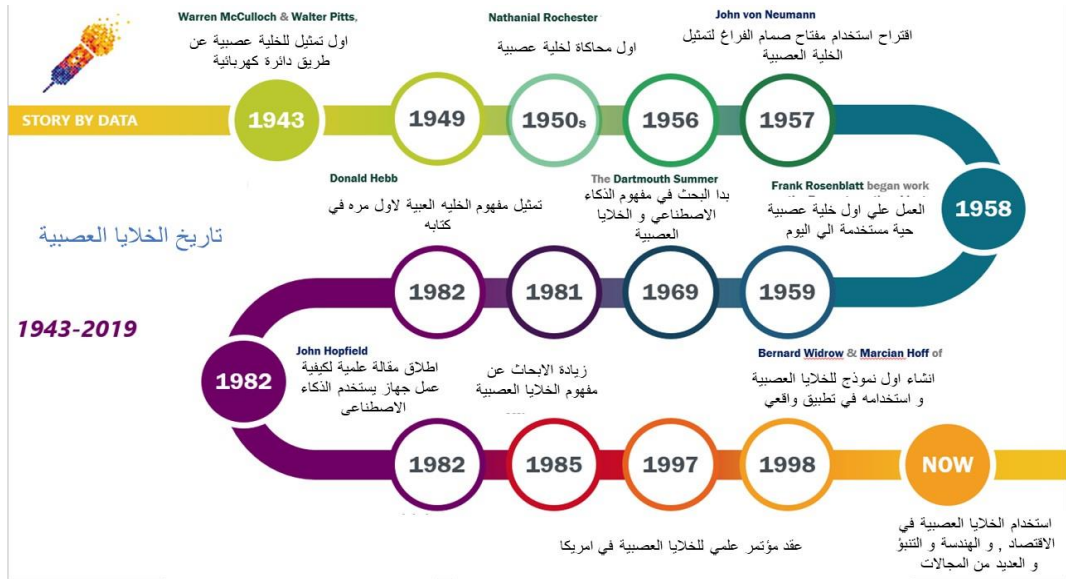 Warren McCulloch & Walter Pitts,
اول تمثيل للخلية عصبية عن
طريق دائرة كهربائية
Nathanial Rochester
اول محاكاة لخلية عصبية
John von Neumann
اقتراح استخدام مفتاح صمام الفراغ لتمثيل
الخلية العصبية
STORY BY DATA
1943
1949
1950s
1956
1957
Donald Hebb
تمثيل مفهوم الخليه العبية لاول مره في
كتابه
The Dartmouth Summer
بدا البحث في مفهوم الذكاء
الاصطناعي و الخلايا
العصبية
Frank Rosenblatt began work
العمل علي اول خلية عصبية
حية مستخدمة الي اليوم
1958
تاريخ الخلايا العصبية
1982
1981
1969
1959
1943-2019
1982
John Hopfield
اطلاق مقالة علمية لكيفية
عمل جهاز يستخدم الذكاء
الاصطناعي
زيادة الابحاث عن
مفهوم الخلايا العصبية
Bernard Widrow & Marcian Hoff of
انشاء اول نموذج للخلايا العصبية
و استخدامه في تطبيق واقعي
1982
1985
1997
1998
NOW
عقد مؤتمر علمي للخلايا العصبية في امريكا
استخدام الخلايا العصبية في
الاقتصاد , و الهندسة و التنبؤ
و العديد من المجالات